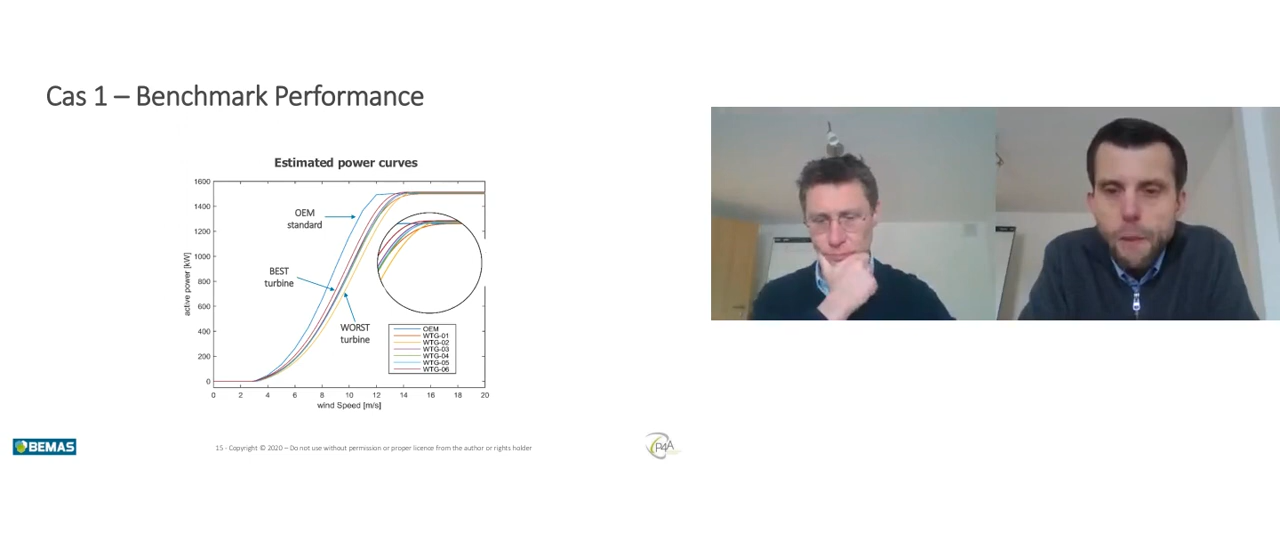 Cas 1 – Benchmark Performance
Estimated power curves
1600
1400
1200
1000
800
600
400
200
0
active power [kW]
OEM
standard
BEST
turbine
WORST
turbine
OEM
WTG-01
WTG-02
WTG-03
WTG-04
WTG-05
WTG-06
0 2 4 6 8 10 12 14 16 18 20
wind Speed [m/s]
BEMAS
15 - Copyright © 2020 – Do not use without permission or proper licence from the author or rights holder
P4A